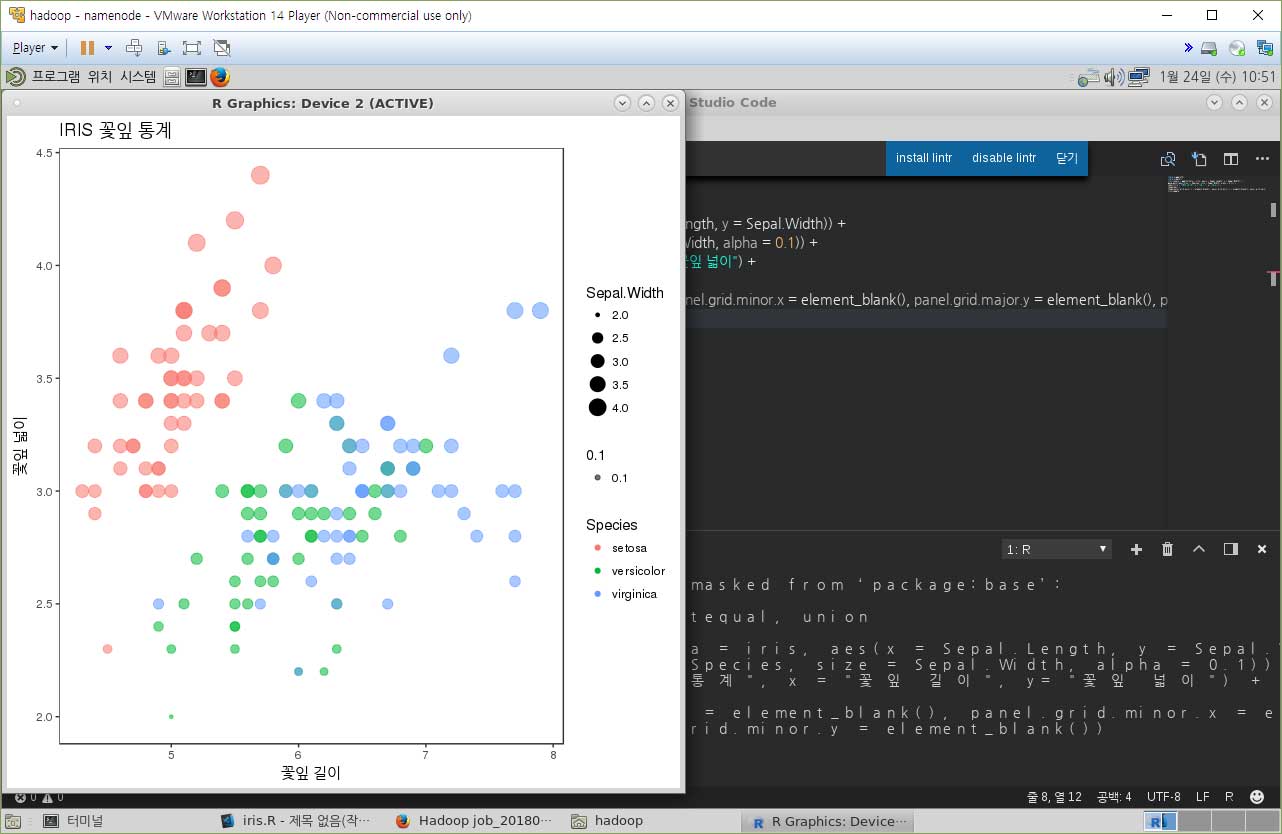 hadoop - namenode - VMware Workstation 14 Player (Non-commercial use only)
Player
프로그램 위치 시스템
1월 24일 (수) 10:51
R Graphics: Device 2 (ACTIVE)
Studio Code
IRIS 꽃잎 통계
4.5
4.0
3.5
3.0
2.5
2.0
꽃잎 넓이
5 6 7 8
꽃잎 길이
Sepal.Width
2.0
2.5
3.0
3.5
4.0
0.1
0.1
Species
setosa
versicolor
virginica
install lintr disable lintr 닫기
ngth, y = Sepal.Width)) +
Width, alpha = 0.1)) +
꽃잎 넓이") +
nel.grid.minor.x = element_blank(), panel.grid.major.y = element_blank(), p
1: R
masked from ‘package:base’:
tequal, union
a = iris, aes(x = Sepal.Length, y = Sepal.
Species, size = Sepal.Width, alpha = 0.1))
통계", x = "꽃잎 길이", y= "꽃잎 넓이") +
= element_blank(), panel.grid.minor.x = e
rid.minor.y = element_blank())
0 0
줄 8, 열 12 공백: 4 UTF-8 LF R
터미널
iris.R - 제목 없음(작...
Hadoop job_20180...
hadoop
R Graphics: Device...